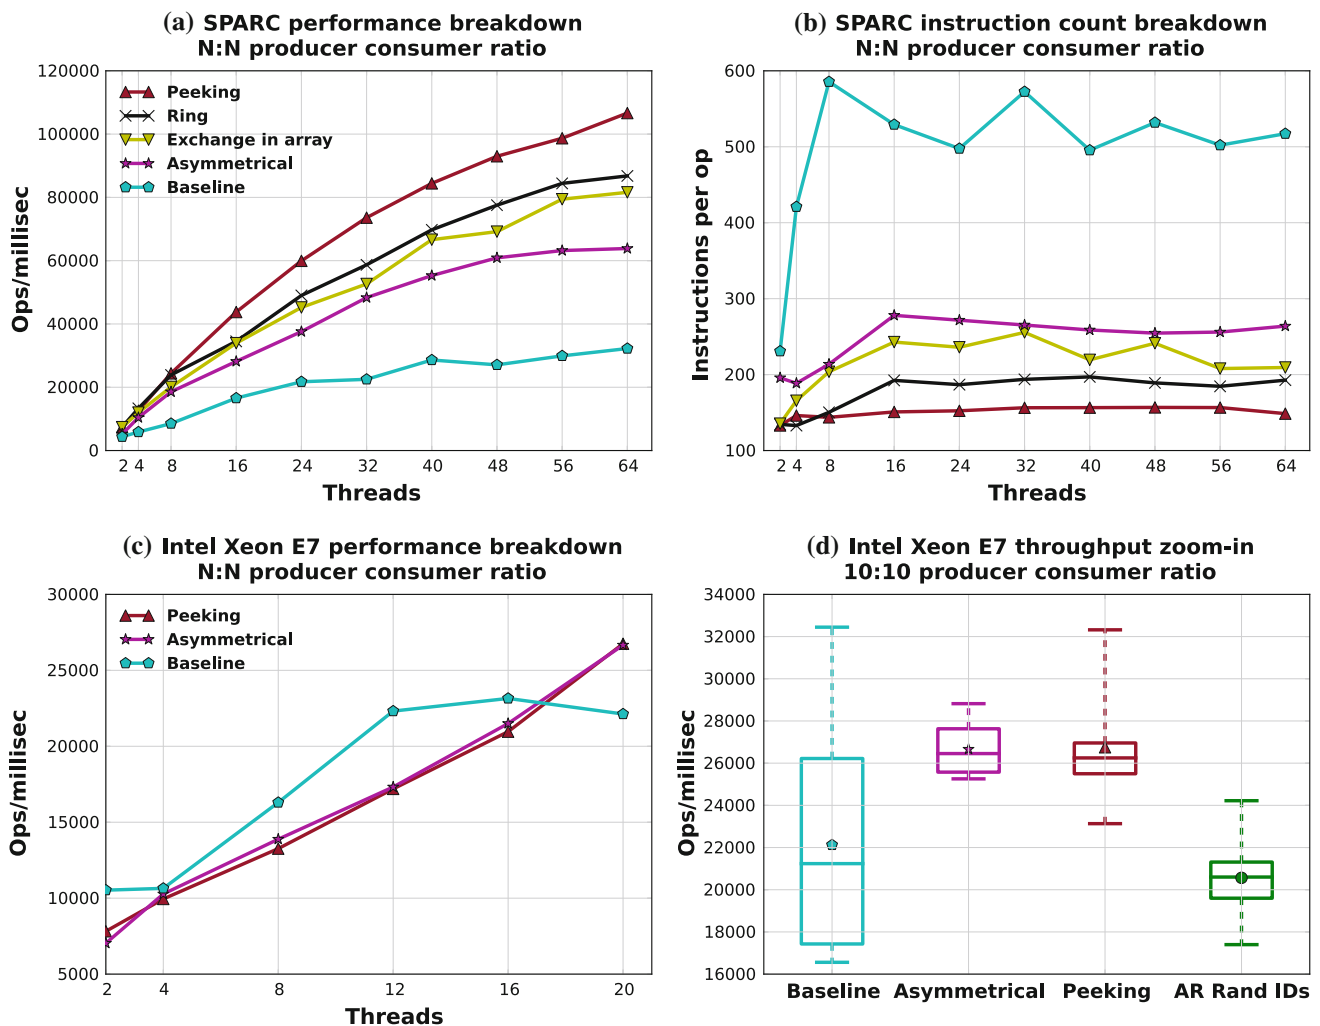 (a) SPARC performance breakdown
N:N producer consumer ratio
120000
100000
80000
60000
40000
20000
0
Ops/millisec
Peeking
Ring
Exchange in array
Asymmetrical
Baseline
2 4 8 16 24 32 40 48 56 64
Threads
(b) SPARC instruction count breakdown
N:N producer consumer ratio
600
500
400
300
200
100
Instructions per op
2 4 8 16 24 32 40 48 56 64
Threads
(c) Intel Xeon E7 performance breakdown
N:N producer consumer ratio
30000
25000
20000
15000
10000
5000
Ops/millisec
Peeking
Asymmetrical
Baseline
2 4 8 12 16 20
Threads
(d) Intel Xeon E7 throughput zoom-in
10:10 producer consumer ratio
34000
32000
30000
28000
26000
24000
22000
20000
18000
16000
Ops/millisec
Baseline Asymmetrical Peeking AR Rand IDs